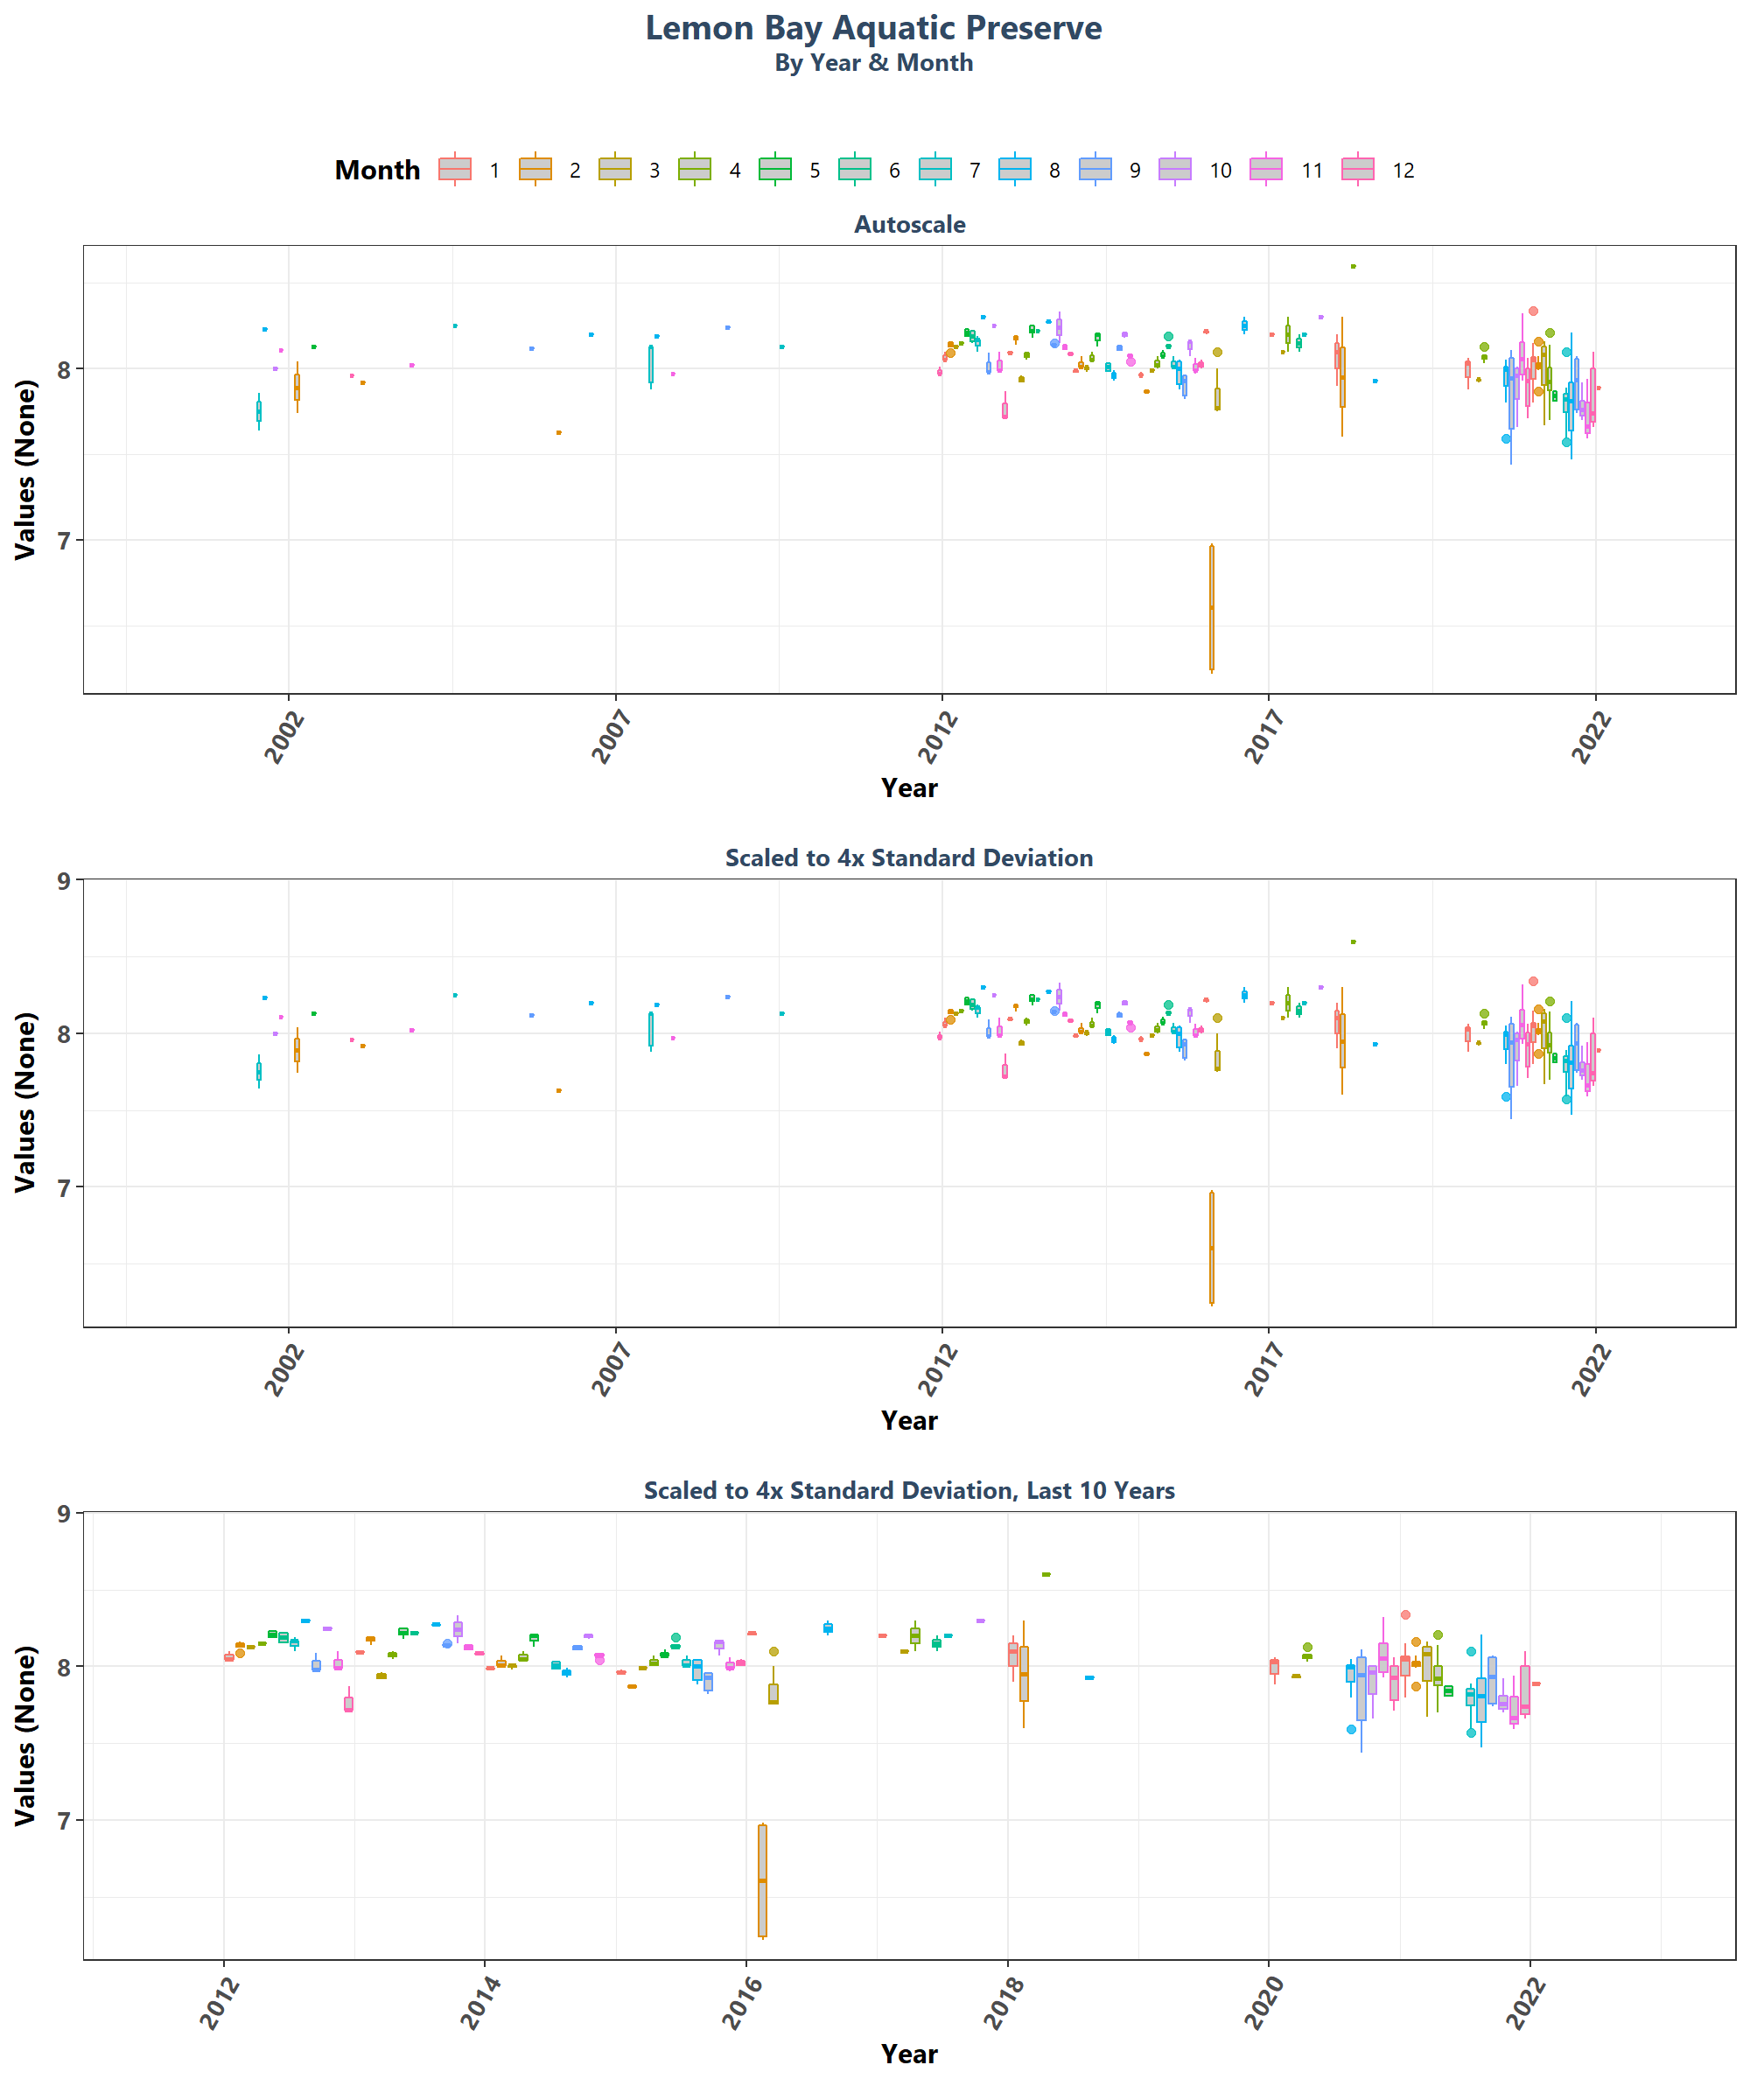 Lemon Bay Aquatic Preserve
By Year & Month
Month 1 2 3 4 5 6 7 8 9 10 11 12
Autoscale
Values (None)
8
7
2002 2007 2012 2017 2022
Year
Scaled to 4x Standard Deviation
Values (None)
9
8
7
2002 2007 2012 2017 2022
Year
Scaled to 4x Standard Deviation, Last 10 Years
Values (None)
9
8
7
2012 2014 2016 2018 2020 2022
Year